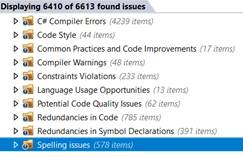 Displaying 6410 of 6613 found issues
C# Compiler Errors (4239 items)
Code Style (44 items)
Common Practices and Code Improvements (17 items)
Compiler Warnings (48 items)
Constraints Violations (233 items)
Language Usage Opportunities (13 items)
Potential Code Quality Issues (62 items)
Redundancies in Code (785 items)
Redundancies in Symbol Declarations (391 items)
Spelling issues (578 items)